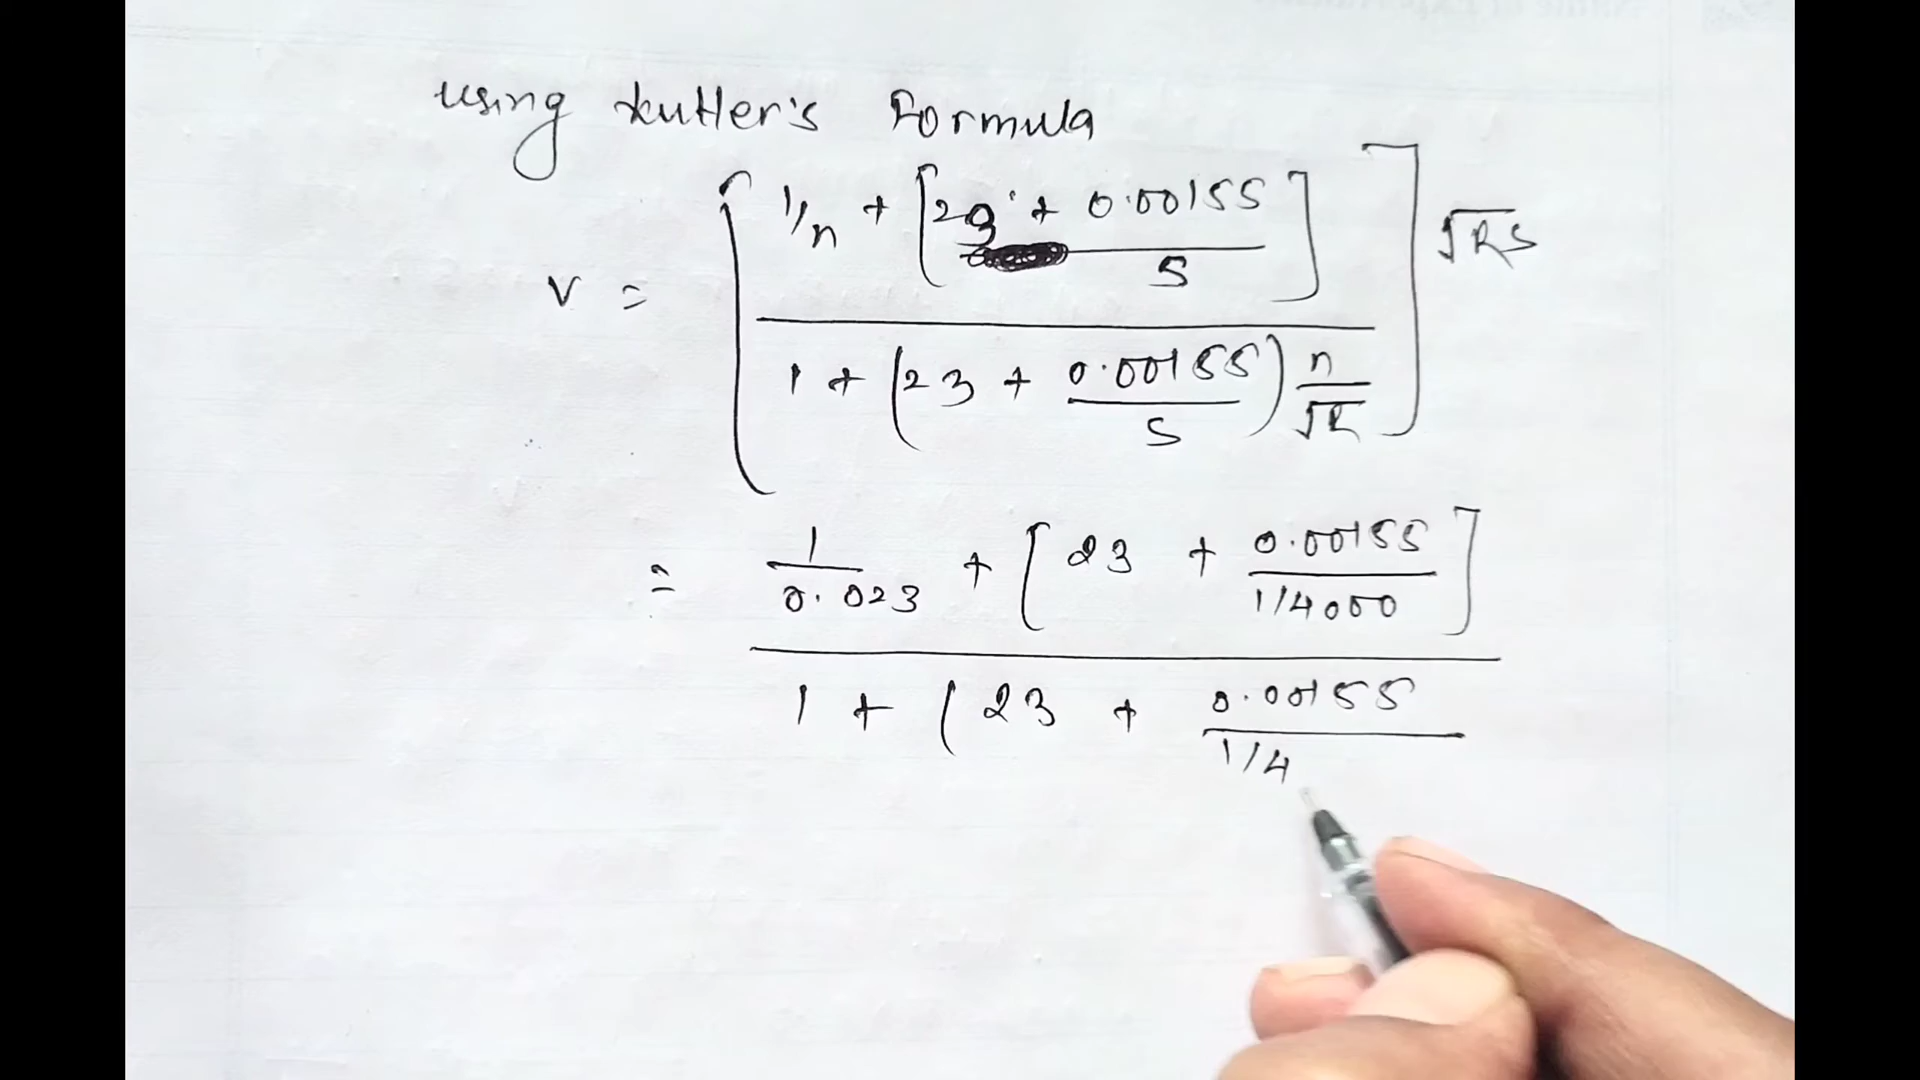 using kutter's Formula
V = [ 1/n + [ 23 + 0.00155 / S ] / 1 + ( 23 + 0.00155 / S ) n / √R ] √RS
= 1 / 0.023 + [ 23 + 0.00155 / 1/4000 ] / 1 + ( 23 + 0.00155 / 1/4